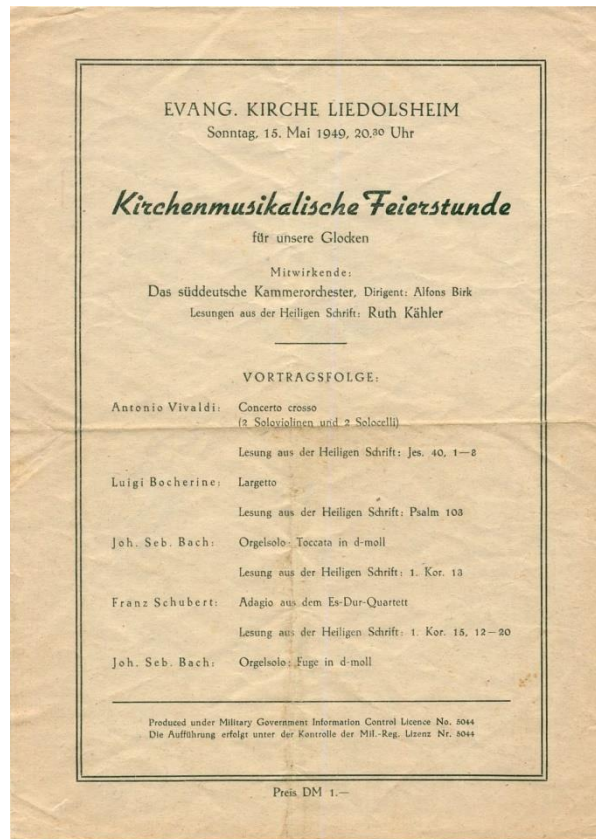 EVANG. KIRCHE LIEDOLSHEIM
Sonntag, 15. Mai 1949, 20.30 Uhr
Kirchenmusikalische Feierstunde
für unsere Glocken
Mitwirkende:
Das süddeutsche Kammerorchester, Dirigent: Alfons Birk
Lesungen aus der Heiligen Schrift: Ruth Kähler
VORTRAGSFOLGE:
Antonio Vivaldi: Concerto crosso
(2 Soloviolinen und 2 Solocelli)
Lesung aus der Heiligen Schrift: Jes. 40, 1—8
Luigi Bocherine: Largetto
Lesung aus der Heiligen Schrift: Psalm 103
Joh. Seb. Bach: Orgelsolo: Toccata in d-moll
Lesung aus der Heiligen Schrift: 1. Kor. 13
Franz Schubert: Adagio aus dem Es-Dur-Quartett
Lesung aus der Heiligen Schrift: 1. Kor. 15, 12—20
Joh. Seb. Bach: Orgelsolo: Fuge in d-moll
Produced under Military Government Information Control Licence No. 5044
Die Aufführung erfolgt unter der Kontrolle der Mil.-Reg. Lizenz Nr. 5044
Preis DM 1.—